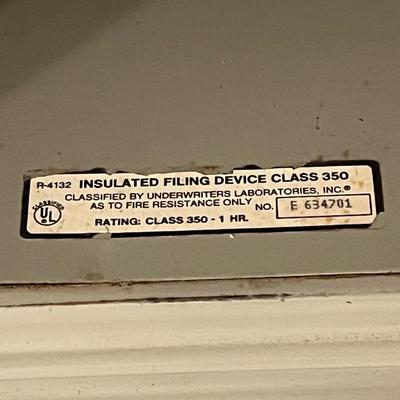 R-4132 INSULATED FILING DEVICE CLASS 350
CLASSIFIED BY UNDERWRITERS LABORATORIES, INC.®
AS TO FIRE RESISTANCE ONLY NO. E 634701
RATING: CLASS 350 - 1 HR.
CLASSIFIED
UL